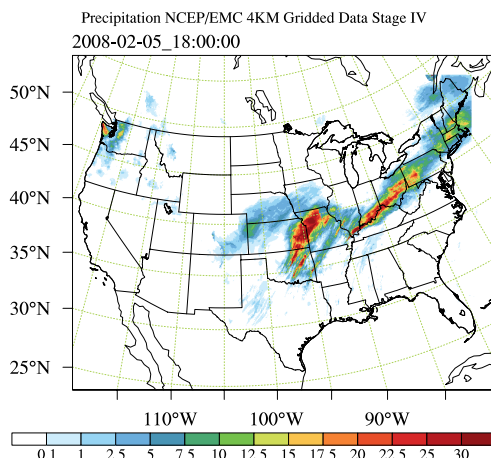 Precipitation NCEP/EMC 4KM Gridded Data Stage IV
2008-02-05_18:00:00
50°N
45°N
40°N
35°N
30°N
25°N
110°W 100°W 90°W
0.1 1 2.5 5 7.5 10 12.5 15 17.5 20 22.5 25 30